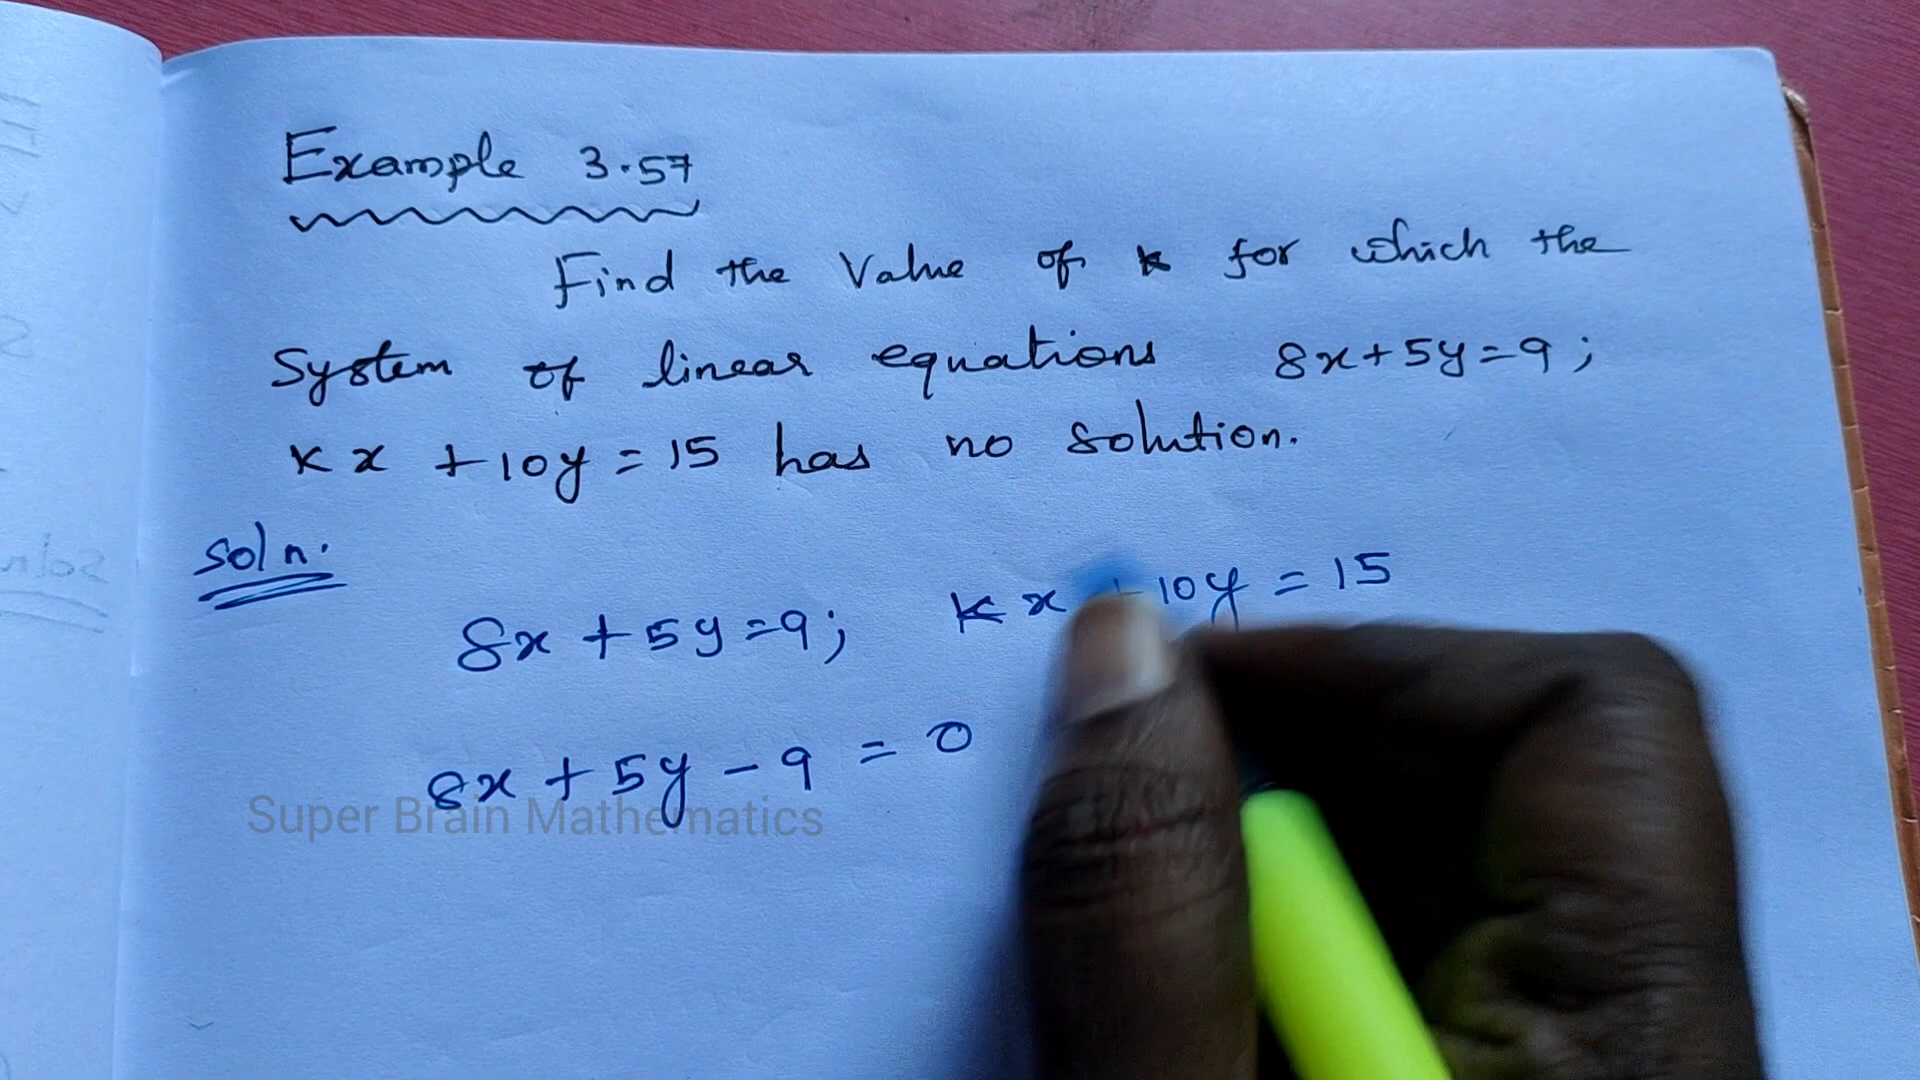 Example 3.57
Find the Value of k for which the
System of linear equations 8x+5y=9;
kx +10y = 15 has no solution.
soln.
8x + 5y=9; kx + 10y = 15
8x + 5y - 9 = 0
Super Brain Mathematics